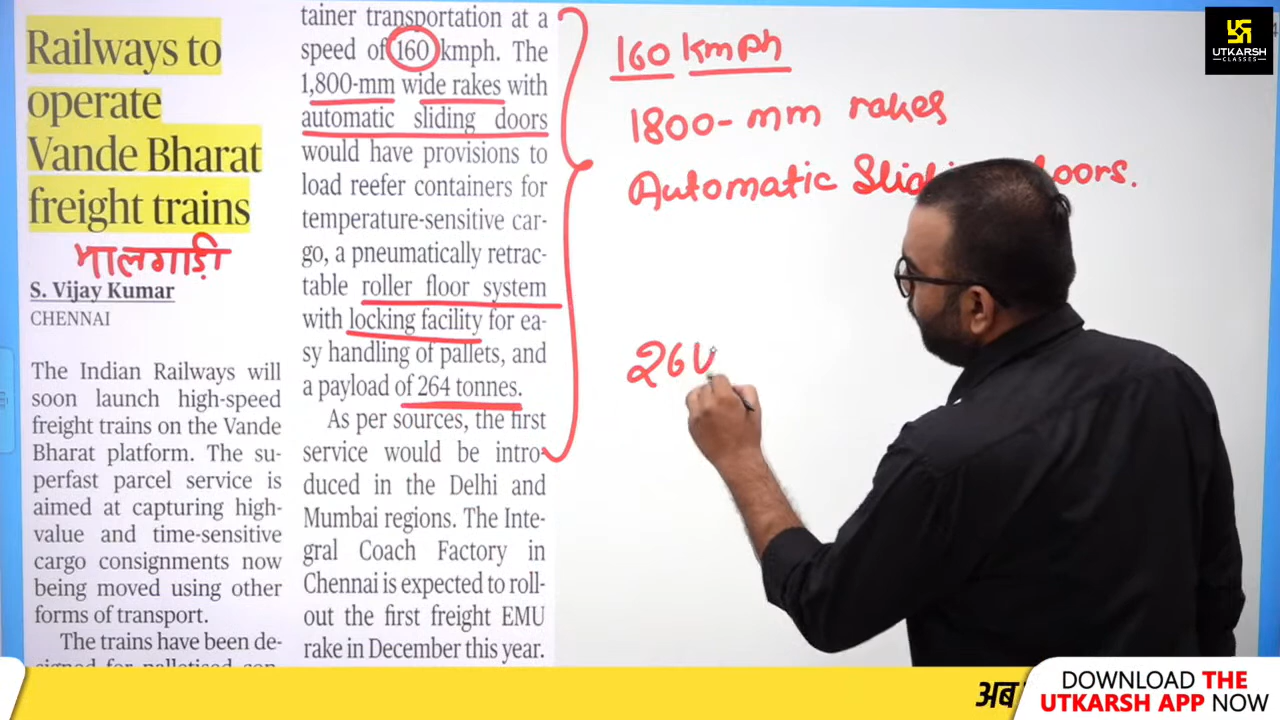 Railways to
operate
Vande Bharat
freight trains
मालगाड़ी
S. Vijay Kumar
CHENNAI
The Indian Railways will
soon launch high-speed
freight trains on the Vande
Bharat platform. The su-
perfast parcel service is
aimed at capturing high-
value and time-sensitive
cargo consignments now
being moved using other
forms of transport.
The trains have been de-
signed for palletised con-
tainer transportation at a
speed of 160 kmph. The
1,800-mm wide rakes with
automatic sliding doors
would have provisions to
load reefer containers for
temperature-sensitive car-
go, a pneumatically retrac-
table roller floor system
with locking facility for ea-
sy handling of pallets, and
a payload of 264 tonnes.
As per sources, the first
service would be intro-
duced in the Delhi and
Mumbai regions. The Inte-
gral Coach Factory in
Chennai is expected to roll-
out the first freight EMU
rake in December this year.
160 kmph
1800-mm rakes
Automatic
26
UTKARSH
CLASSES
अब
DOWNLOAD THE
UTKARSH APP NOW